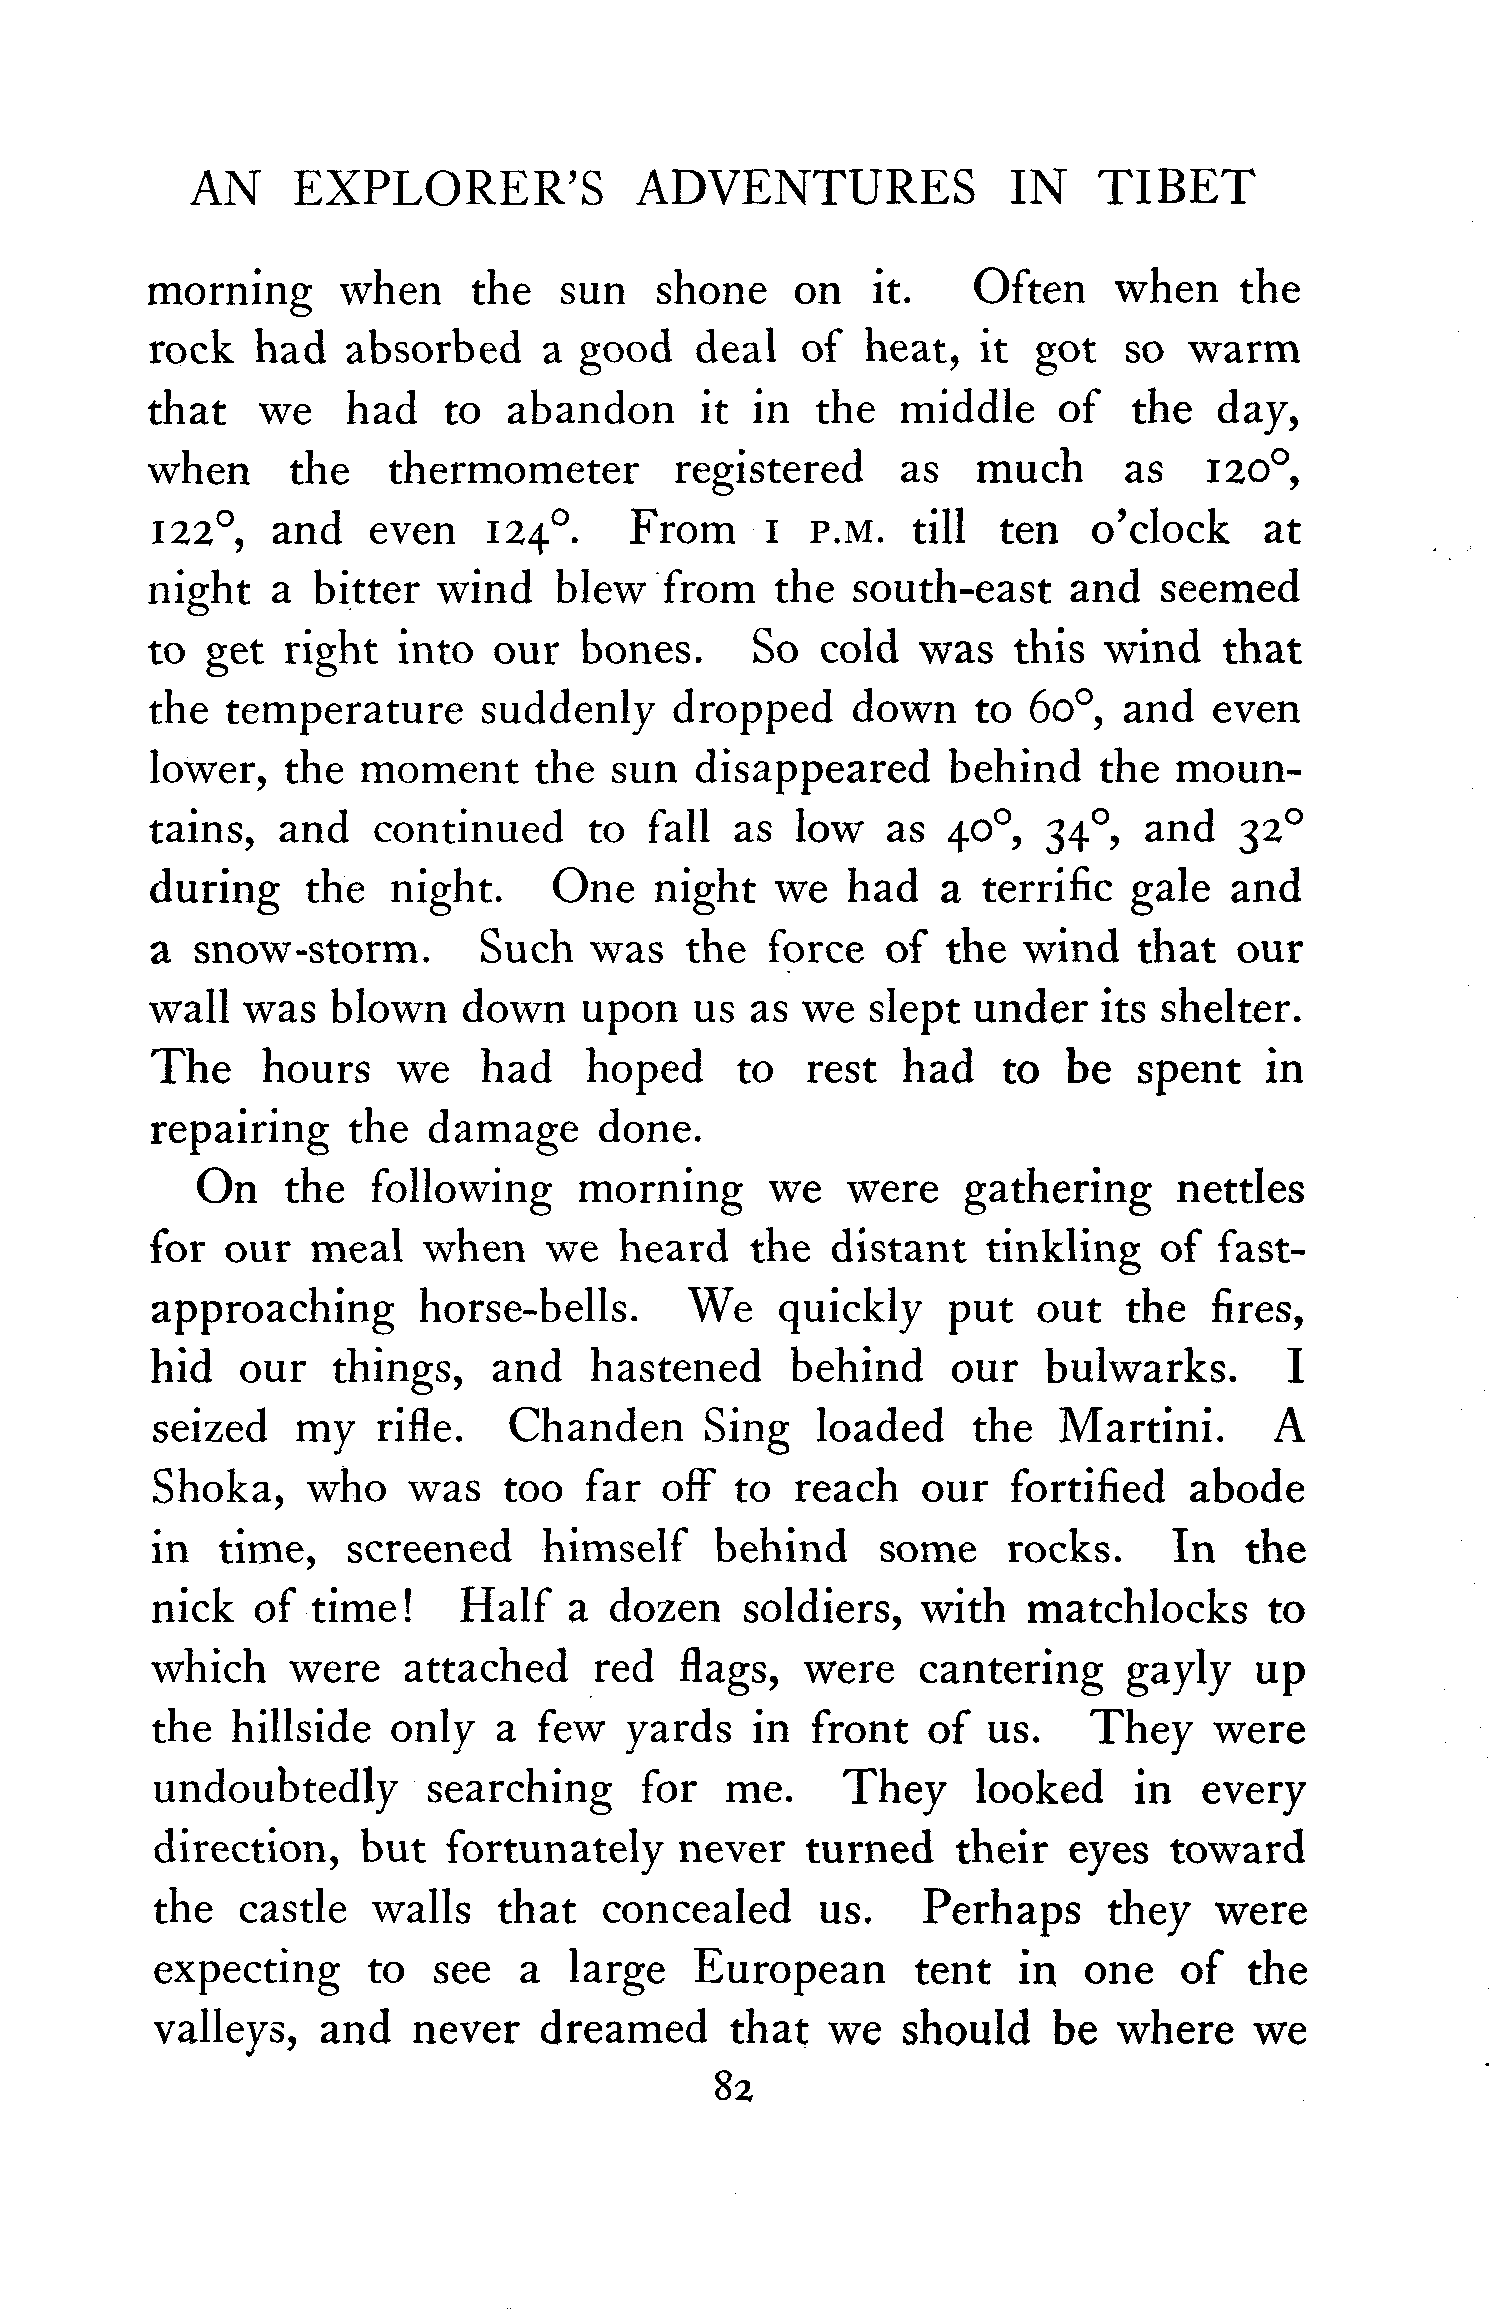 AN EXPLORER'S ADVENTURES IN TIBET
morning when the sun shone on it. Often when the
rock had absorbed a good deal of heat, it got so warm
that we had to abandon it in the middle of the day,
when the thermometer registered as much as 120°,
122°, and even 124°. From 1 P.M. till ten o'clock at
night a bitter wind blew from the south-east and seemed
to get right into our bones. So cold was this wind that
the temperature suddenly dropped down to 60°, and even
lower, the moment the sun disappeared behind the moun-
tains, and continued to fall as low as 40°, 34°, and 32°
during the night. One night we had a terrific gale and
a snow-storm. Such was the force of the wind that our
wall was blown down upon us as we slept under its shelter.
The hours we had hoped to rest had to be spent in
repairing the damage done.
On the following morning we were gathering nettles
for our meal when we heard the distant tinkling of fast-
approaching horse-bells. We quickly put out the fires,
hid our things, and hastened behind our bulwarks. I
seized my rifle. Chanden Sing loaded the Martini. A
Shoka, who was too far off to reach our fortified abode
in time, screened himself behind some rocks. In the
nick of time! Half a dozen soldiers, with matchlocks to
which were attached red flags, were cantering gayly up
the hillside only a few yards in front of us. They were
undoubtedly searching for me. They looked in every
direction, but fortunately never turned their eyes toward
the castle walls that concealed us. Perhaps they were
expecting to see a large European tent in one of the
valleys, and never dreamed that we should be where we
82